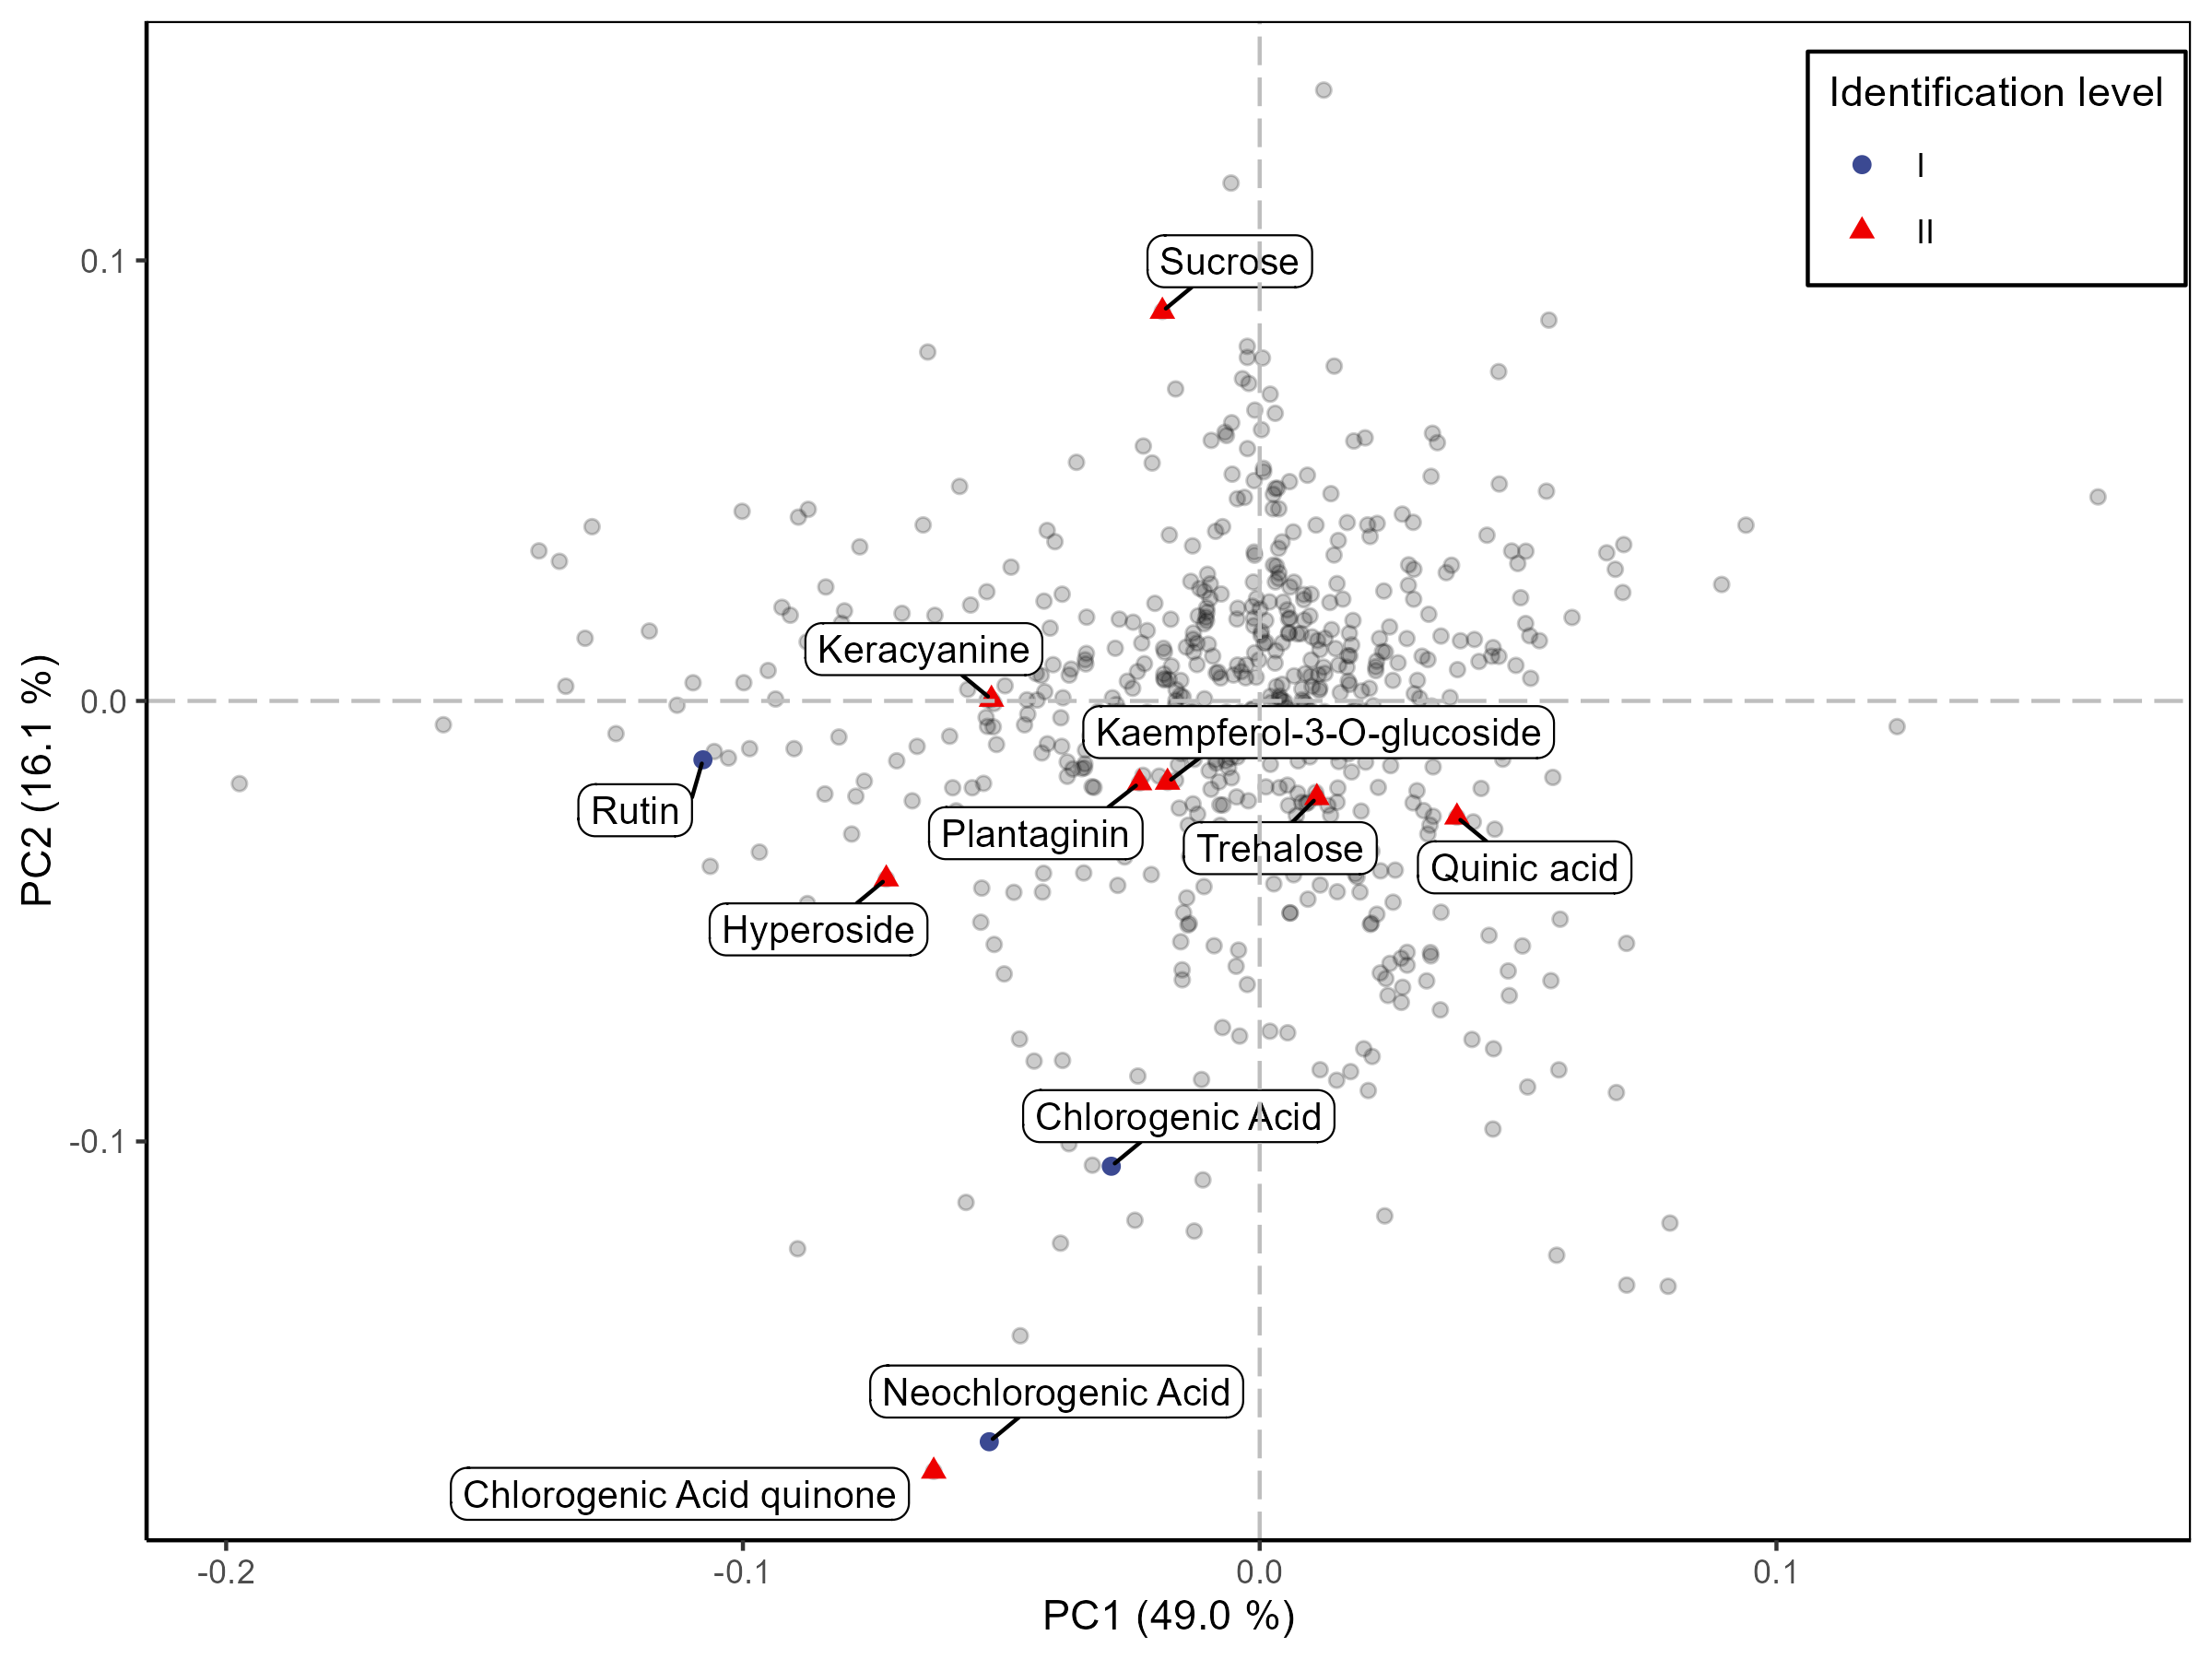 Identification level
I
II
Sucrose
0.1
Keracyanine
0.0
Kaempferol-3-O-glucoside
Rutin
Plantaginin
Trehalose
Quinic acid
Hyperoside
PC2 (16.1 %)
Chlorogenic Acid
-0.1
Neochlorogenic Acid
Chlorogenic Acid quinone
-0.2
-0.1
0.0
0.1
PC1 (49.0 %)